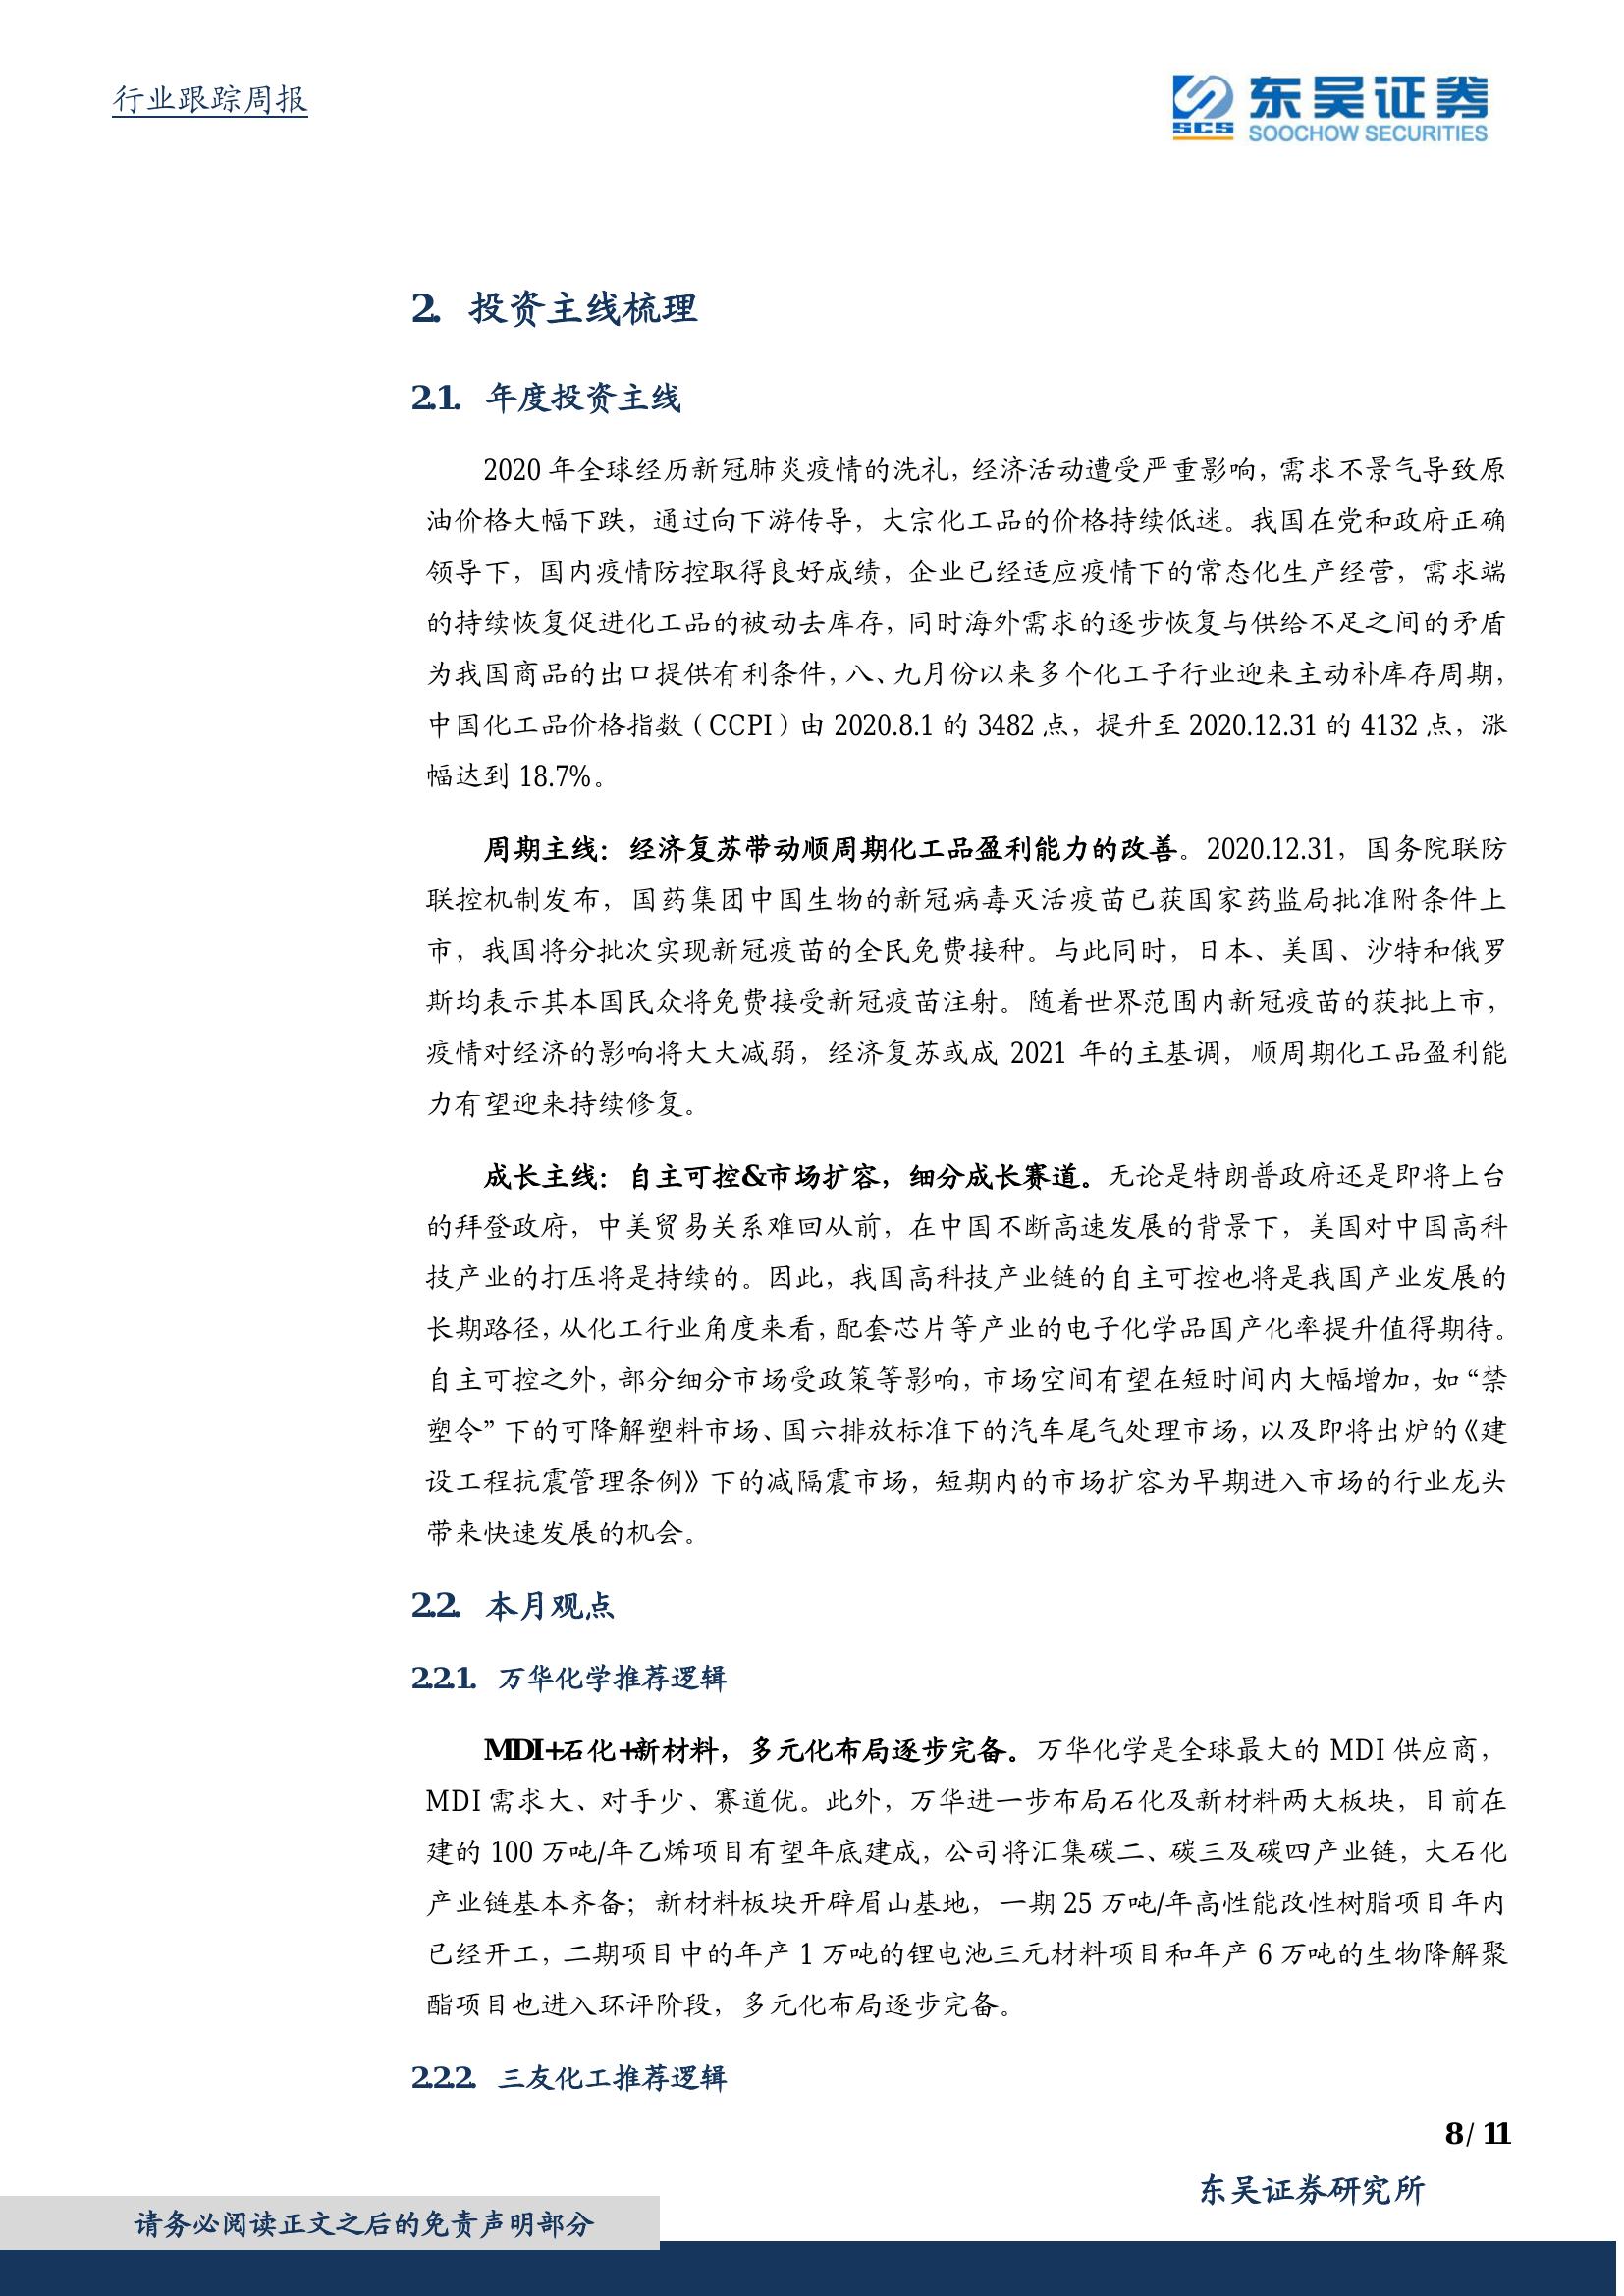 行业跟踪周报
SCS 东吴证券
SOOCHOW SECURITIES
2. 投资主线梳理
2.1. 年度投资主线
2020 年全球经历新冠肺炎疫情的洗礼，经济活动遭受严重影响，需求不景气导致原
油价格大幅下跌，通过向下游传导，大宗化工品的价格持续低迷。我国在党和政府正确
领导下，国内疫情防控取得良好成绩，企业已经适应疫情下的常态化生产经营，需求端
的持续恢复促进化工品的被动去库存，同时海外需求的逐步恢复与供给不足之间的矛盾
为我国商品的出口提供有利条件，八、九月份以来多个化工子行业迎来主动补库存周期，
中国化工品价格指数（CCPI）由 2020.8.1 的 3482 点，提升至 2020.12.31 的 4132 点，涨
幅达到 18.7%。
周期主线：经济复苏带动顺周期化工品盈利能力的改善。2020.12.31，国务院联防
联控机制发布，国药集团中国生物的新冠病毒灭活疫苗已获国家药监局批准附条件上
市，我国将分批次实现新冠疫苗的全民免费接种。与此同时，日本、美国、沙特和俄罗
斯均表示其本国民众将免费接受新冠疫苗注射。随着世界范围内新冠疫苗的获批上市，
疫情对经济的影响将大大减弱，经济复苏或成 2021 年的主基调，顺周期化工品盈利能
力有望迎来持续修复。
成长主线：自主可控&市场扩容，细分成长赛道。无论是特朗普政府还是即将上台
的拜登政府，中美贸易关系难回从前，在中国不断高速发展的背景下，美国对中国高科
技产业的打压将是持续的。因此，我国高科技产业链的自主可控也将是我国产业发展的
长期路径，从化工行业角度来看，配套芯片等产业的电子化学品国产化率提升值得期待。
自主可控之外，部分细分市场受政策等影响，市场空间有望在短时间内大幅增加，如“禁
塑令”下的可降解塑料市场、国六排放标准下的汽车尾气处理市场，以及即将出炉的《建
设工程抗震管理条例》下的减隔震市场，短期内的市场扩容为早期进入市场的行业龙头
带来快速发展的机会。
2.2. 本月观点
2.2.1. 万华化学推荐逻辑
MDI+石化+新材料，多元化布局逐步完备。万华化学是全球最大的 MDI 供应商，
MDI 需求大、对手少、赛道优。此外，万华进一步布局石化及新材料两大板块，目前在
建的 100 万吨/年乙烯项目有望年底建成，公司将汇集碳二、碳三及碳四产业链，大石化
产业链基本齐备；新材料板块开辟眉山基地，一期 25 万吨/年高性能改性树脂项目年内
已经开工，二期项目中的年产 1 万吨的锂电池三元材料项目和年产 6 万吨的生物降解聚
酯项目也进入环评阶段，多元化布局逐步完备。
2.2.2. 三友化工推荐逻辑
8 / 11
东吴证券研究所
请务必阅读正文之后的免责声明部分